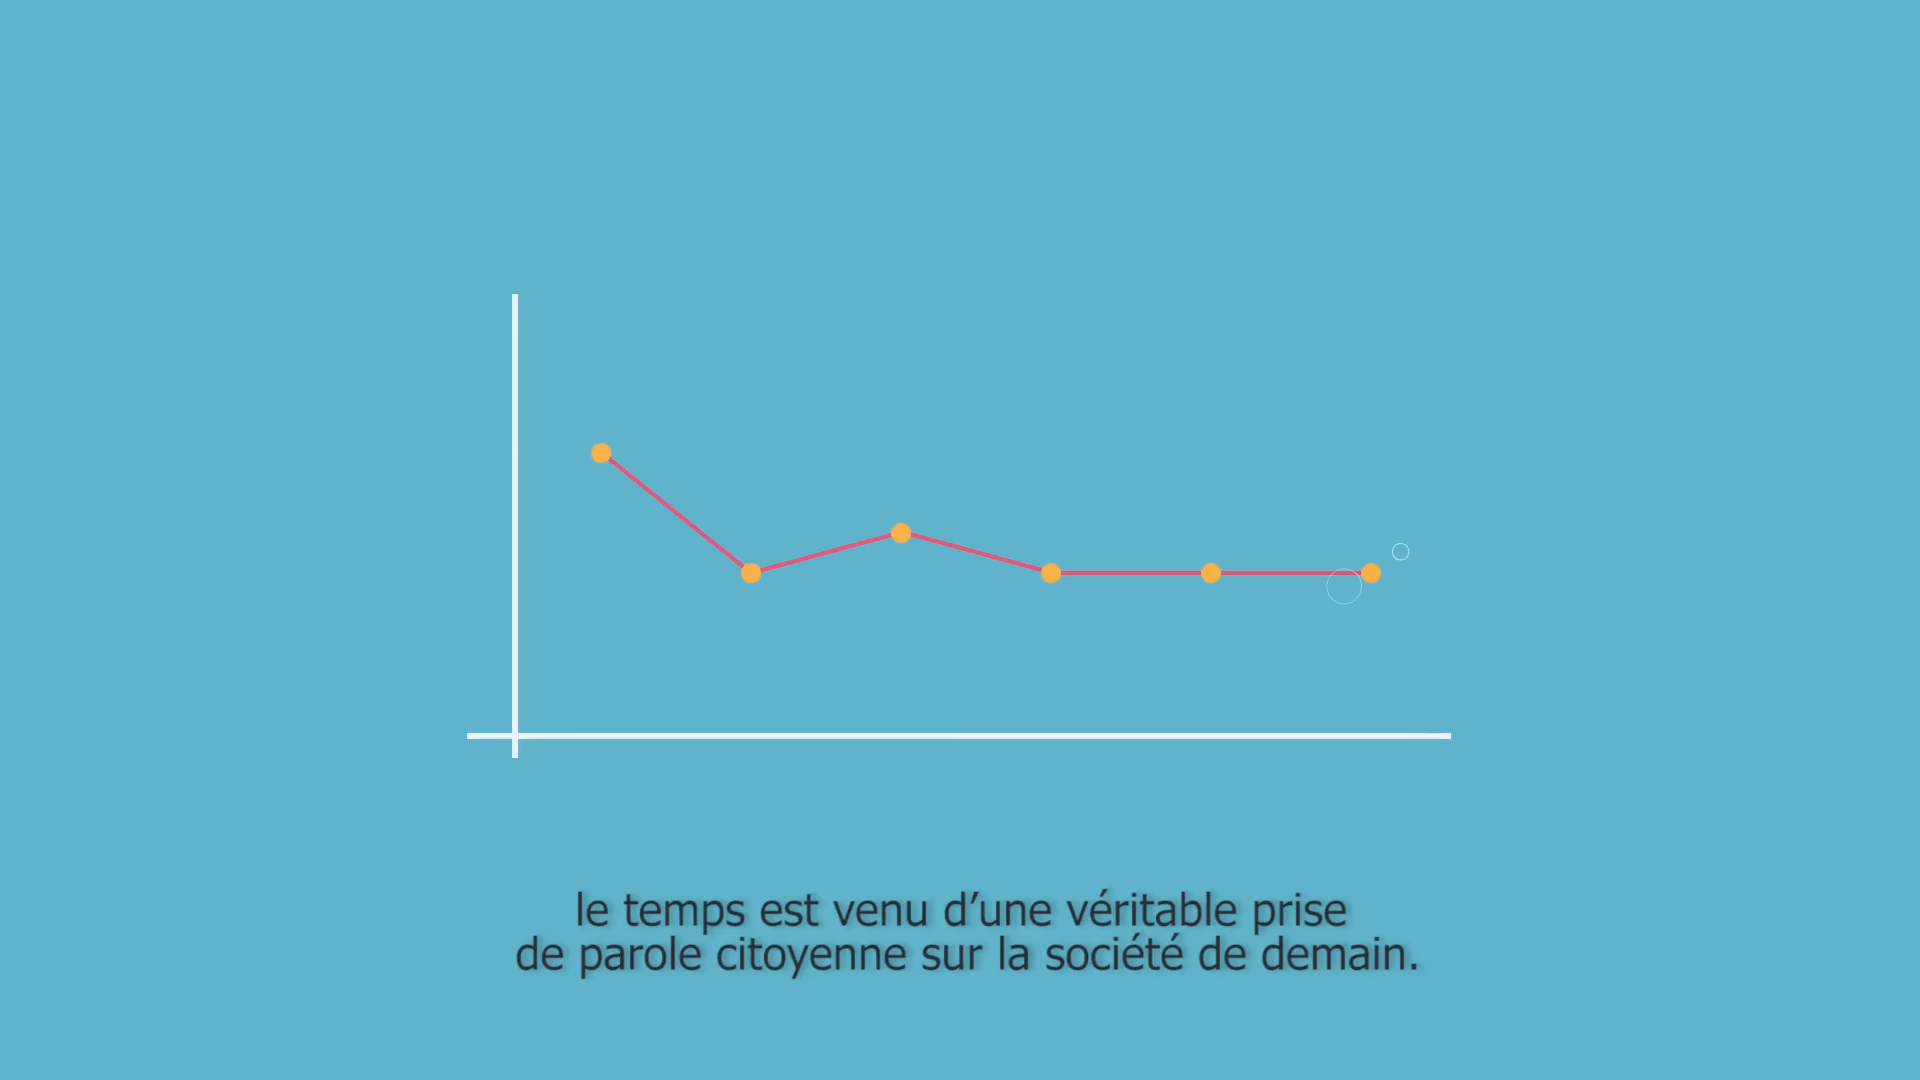 le temps est venu d’une véritable prise
de parole citoyenne sur la société de demain.